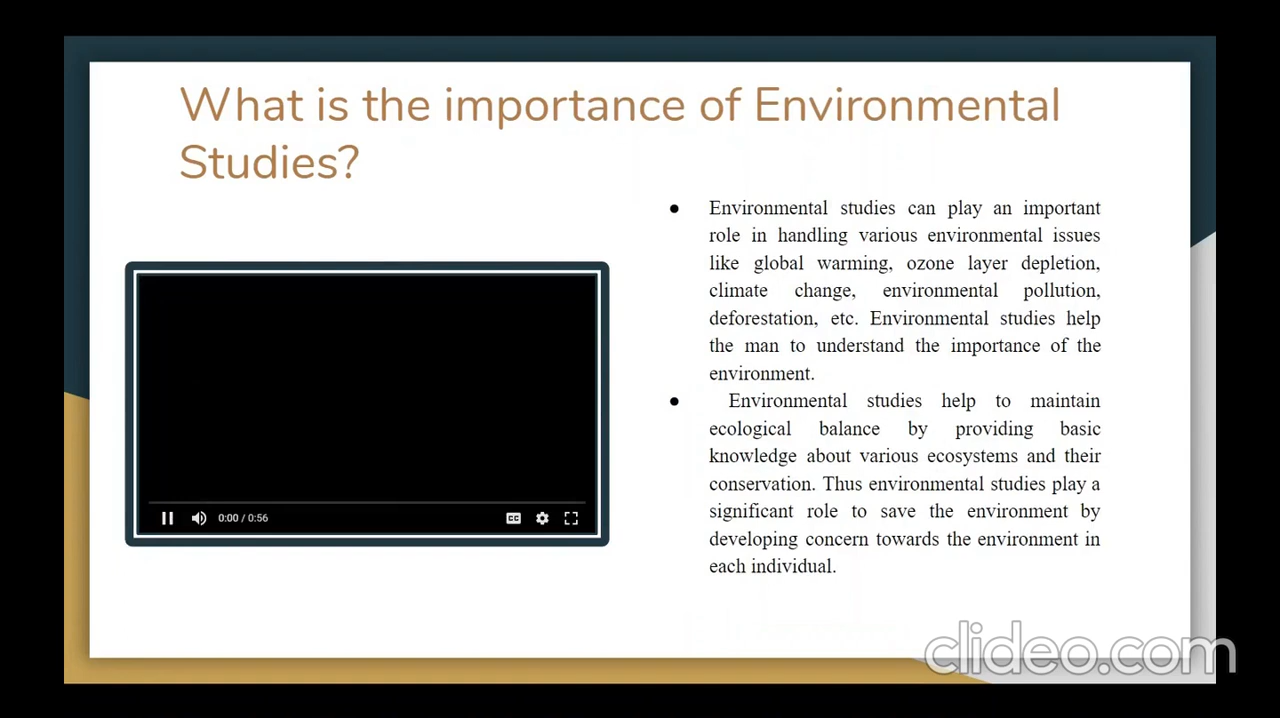 What is the importance of Environmental
Studies?
● Environmental studies can play an important
role in handling various environmental issues
like global warming, ozone layer depletion,
climate change, environmental pollution,
deforestation, etc. Environmental studies help
the man to understand the importance of the
environment.
● Environmental studies help to maintain
ecological balance by providing basic
knowledge about various ecosystems and their
conservation. Thus environmental studies play a
significant role to save the environment by
developing concern towards the environment in
each individual.
0:00 / 0:56
CC
clideo.com